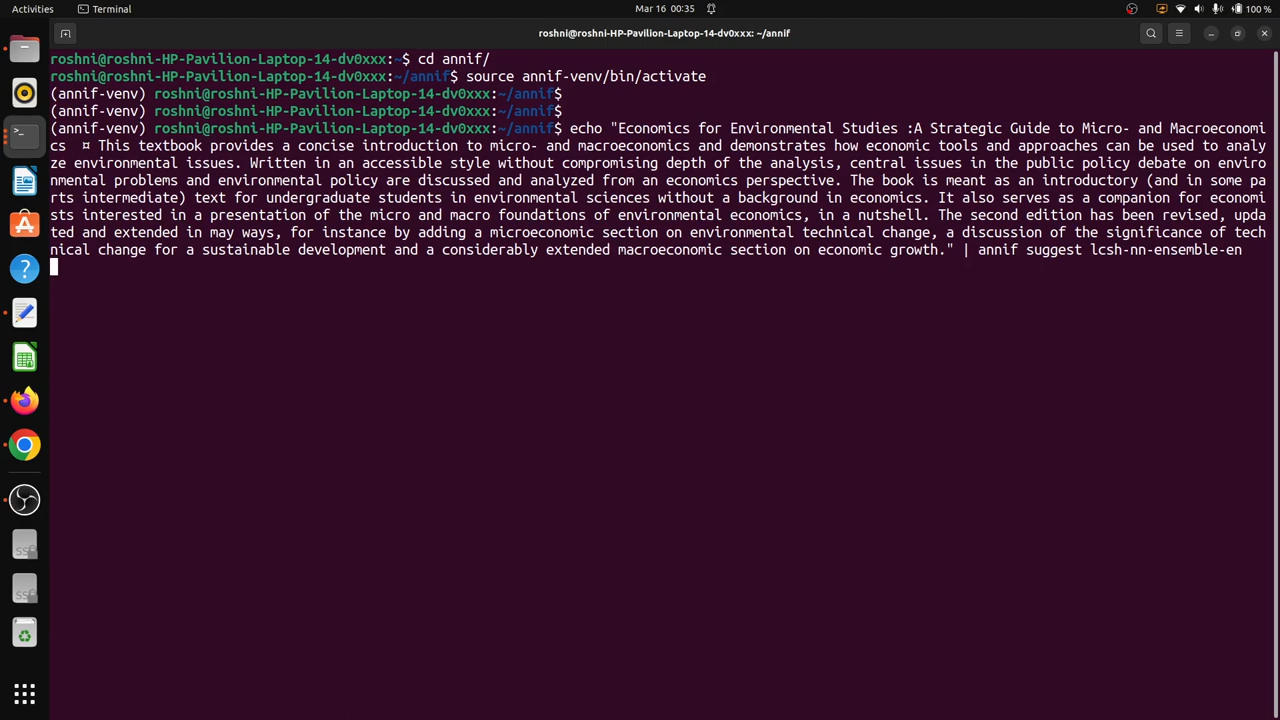 Activities
Terminal
Mar 16 00:35
100 %
roshni@roshni-HP-Pavilion-Laptop-14-dv0xxx: ~/annif
roshni@roshni-HP-Pavilion-Laptop-14-dv0xxx:~$ cd annif/
roshni@roshni-HP-Pavilion-Laptop-14-dv0xxx:~/annif$ source annif-venv/bin/activate
(annif-venv) roshni@roshni-HP-Pavilion-Laptop-14-dv0xxx:~/annif$
(annif-venv) roshni@roshni-HP-Pavilion-Laptop-14-dv0xxx:~/annif$
(annif-venv) roshni@roshni-HP-Pavilion-Laptop-14-dv0xxx:~/annif$ echo "Economics for Environmental Studies :A Strategic Guide to Micro- and Macroeconomi
cs  ¤ This textbook provides a concise introduction to micro- and macroeconomics and demonstrates how economic tools and approaches can be used to analy
ze environmental issues. Written in an accessible style without compromising depth of the analysis, central issues in the public policy debate on enviro
nmental problems and environmental policy are discussed and analyzed from an economic perspective. The book is meant as an introductory (and in some pa
rts intermediate) text for undergraduate students in environmental sciences without a background in economics. It also serves as a companion for economi
sts interested in a presentation of the micro and macro foundations of environmental economics, in a nutshell. The second edition has been revised, upda
ted and extended in may ways, for instance by adding a microeconomic section on environmental technical change, a discussion of the significance of tech
nical change for a sustainable development and a considerably extended macroeconomic section on economic growth." | annif suggest lcsh-nn-ensemble-en